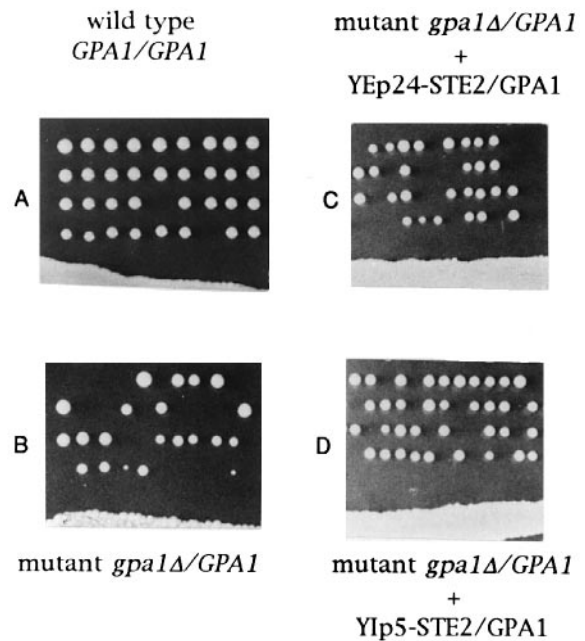 wild type
GPA1/GPA1
mutant gpa1Δ/GPA1
+
YEp24-STE2/GPA1
A
C
B
D
mutant gpa1Δ/GPA1
mutant gpa1Δ/GPA1
+
YIp5-STE2/GPA1